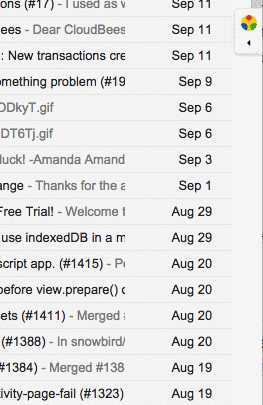 ons (#17) - I used as w Sep 11
ees - Dear CloudBees Sep 11
: New transactions cre Sep 11
omething problem (#19 Sep 9
ODkyT.gif Sep 6
DT6Tj.gif Sep 6
luck! -Amanda Amand Sep 3
ange - Thanks for the a Sep 1
Free Trial! - Welcome t Aug 29
use indexedDB in a m Aug 29
script app. (#1415) - Po Aug 20
before view.prepare() c Aug 20
sets (#1411) - Merged # Aug 20
(#1388) - In snowbird/ Aug 20
#1384) - Merged #138 Aug 19
tivity-page-fail (#1323) Aug 19